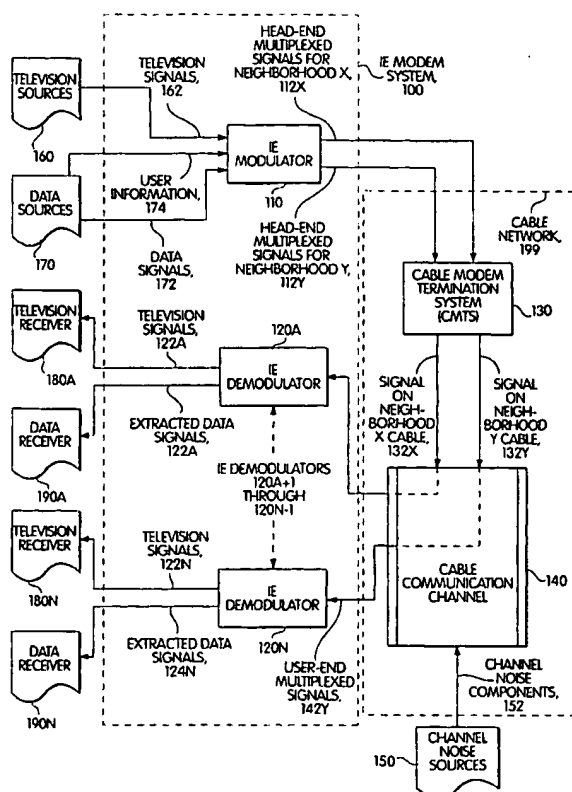 TELEVISION
SOURCES
160
DATA
SOURCES
170
TELEVISION
RECEIVER
180A
DATA
RECEIVER
190A
TELEVISION
RECEIVER
180N
DATA
RECEIVER
190N
TELEVISION
SIGNALS,
162
USER
INFORMATION,
174
DATA
SIGNALS,
172
HEAD-END
MULTIPLEXED
SIGNALS FOR
NEIGHBORHOOD X,
112X
IE MODEM
SYSTEM,
100
IE
MODULATOR
110
HEAD-END
MULTIPLEXED
SIGNALS FOR
NEIGHBORHOOD Y,
112Y
CABLE
NETWORK,
199
CABLE MODEM
TERMINATION
SYSTEM
(CMTS)
130
TELEVISION
SIGNALS,
122A
120A
IE
DEMODULATOR
EXTRACTED DATA
SIGNALS,
122A
SIGNAL
ON
NEIGH-
BORHOOD
X CABLE,
132X
SIGNAL
ON
NEIGH-
BORHOOD
Y CABLE,
132Y
IE DEMODULATORS
120A+1
THROUGH
120N-1
TELEVISION
SIGNALS,
122N
IE
DEMODULATOR
120N
EXTRACTED DATA
SIGNALS,
124N
USER-END
MULTIPLEXED
SIGNALS,
142Y
CABLE
COMMUNICATION
CHANNEL
140
CHANNEL
NOISE
COMPONENTS,
152
150
CHANNEL
NOISE
SOURCES